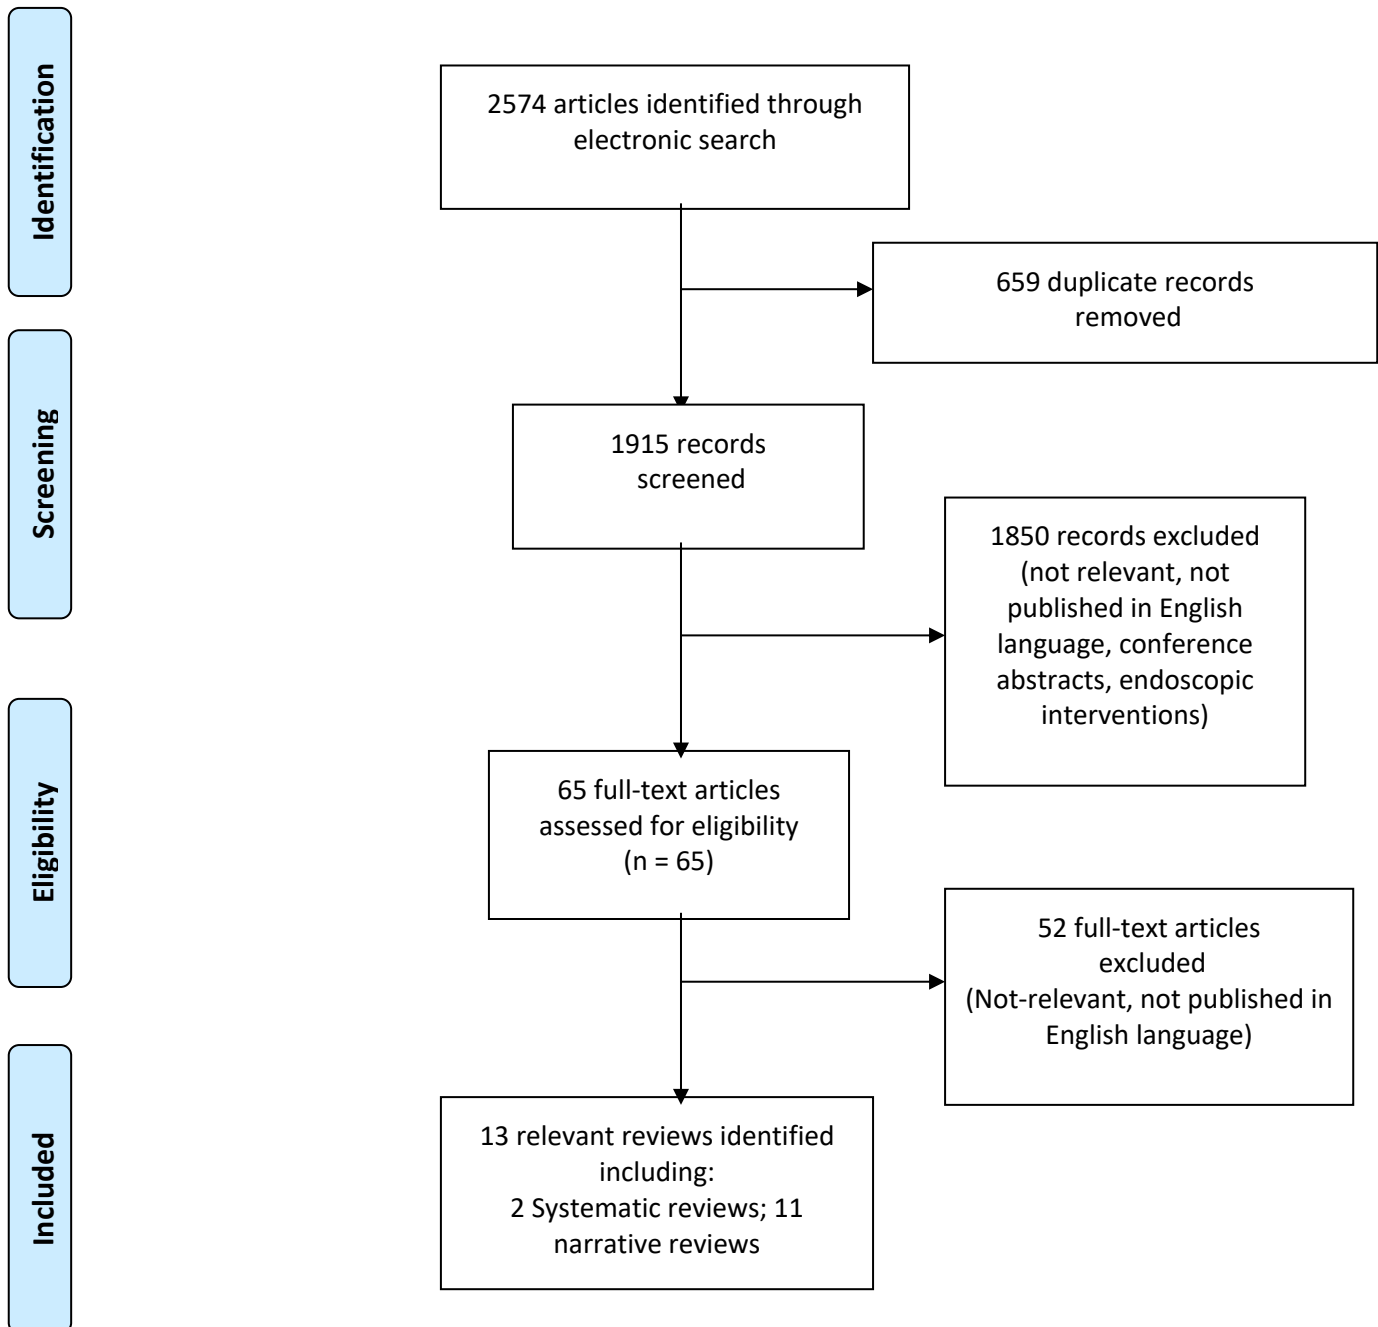 Identification
2574 articles identified through
electronic search
659 duplicate records
removed
Screening
1915 records
screened
1850 records excluded
(not relevant, not
published in English
language, conference
abstracts, endoscopic
interventions)
Eligibility
65 full-text articles
assessed for eligibility
(n = 65)
52 full-text articles
excluded
(Not-relevant, not published in
English language)
Included
13 relevant reviews identified
including:
2 Systematic reviews; 11
narrative reviews